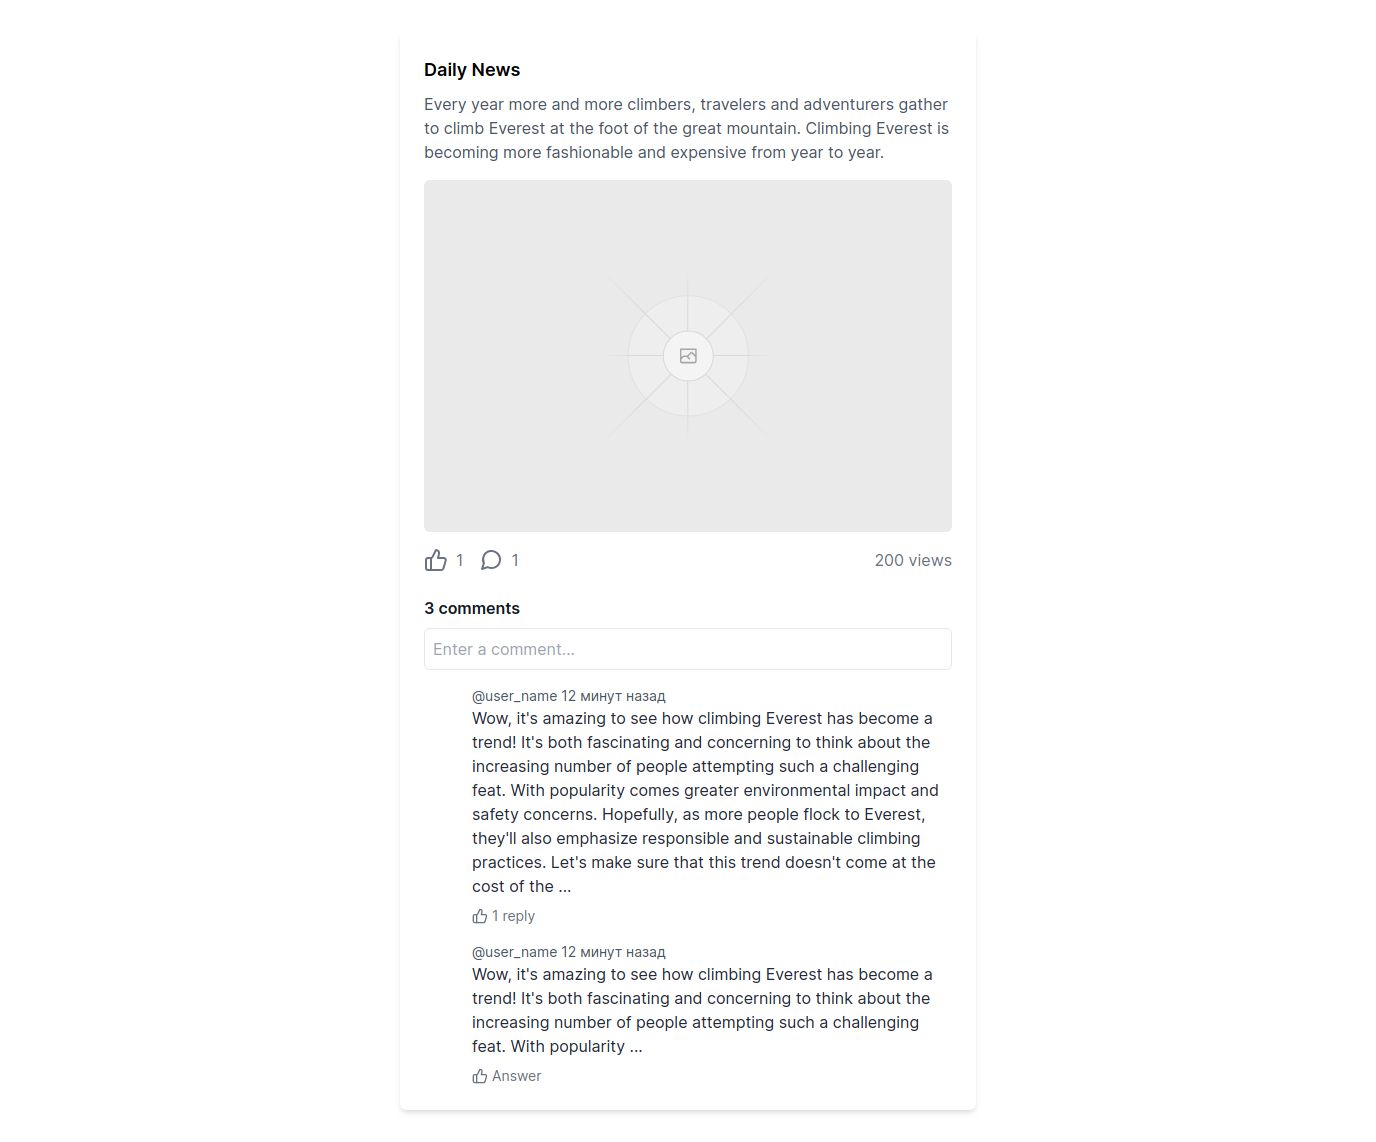 Daily News
Every year more and more climbers, travelers and adventurers gather
to climb Everest at the foot of the great mountain. Climbing Everest is
becoming more fashionable and expensive from year to year.
1 1 200 views
3 comments
Enter a comment...
@user_name 12 минут назад
Wow, it's amazing to see how climbing Everest has become a
trend! It's both fascinating and concerning to think about the
increasing number of people attempting such a challenging
feat. With popularity comes greater environmental impact and
safety concerns. Hopefully, as more people flock to Everest,
they'll also emphasize responsible and sustainable climbing
practices. Let's make sure that this trend doesn't come at the
cost of the ...
1 reply
@user_name 12 минут назад
Wow, it's amazing to see how climbing Everest has become a
trend! It's both fascinating and concerning to think about the
increasing number of people attempting such a challenging
feat. With popularity ...
Answer